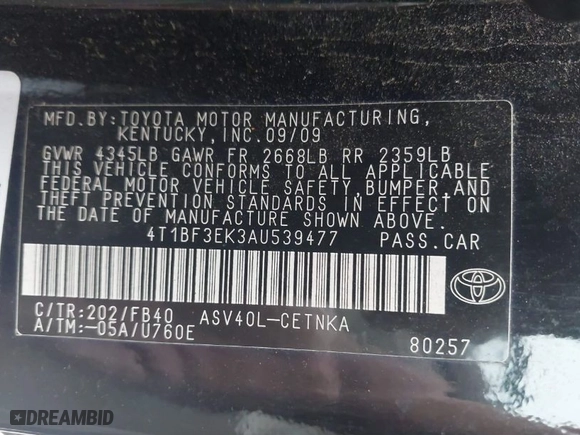 MFD.BY:TOYOTA MOTOR MANUFACTURING,
KENTUCKY, INC.09/09
GVWR 4345LB GAWR FR 2668LB RR 2359LB
THIS VEHICLE CONFORMS TO ALL APPLICABLE
FEDERAL MOTOR VEHICLE SAFETY,BUMPER,AND
THEFT PREVENTION STANDARDS IN EFFECT ON
THE DATE OF MANUFACTURE SHOWN ABOVE.
4T1BF3EK3AU539477 PASS.CAR
C/TR:202/FB40 ASV40L-CETNKA
A/TM:-05A/U760E
80257
TOYOTA
DREAMBID